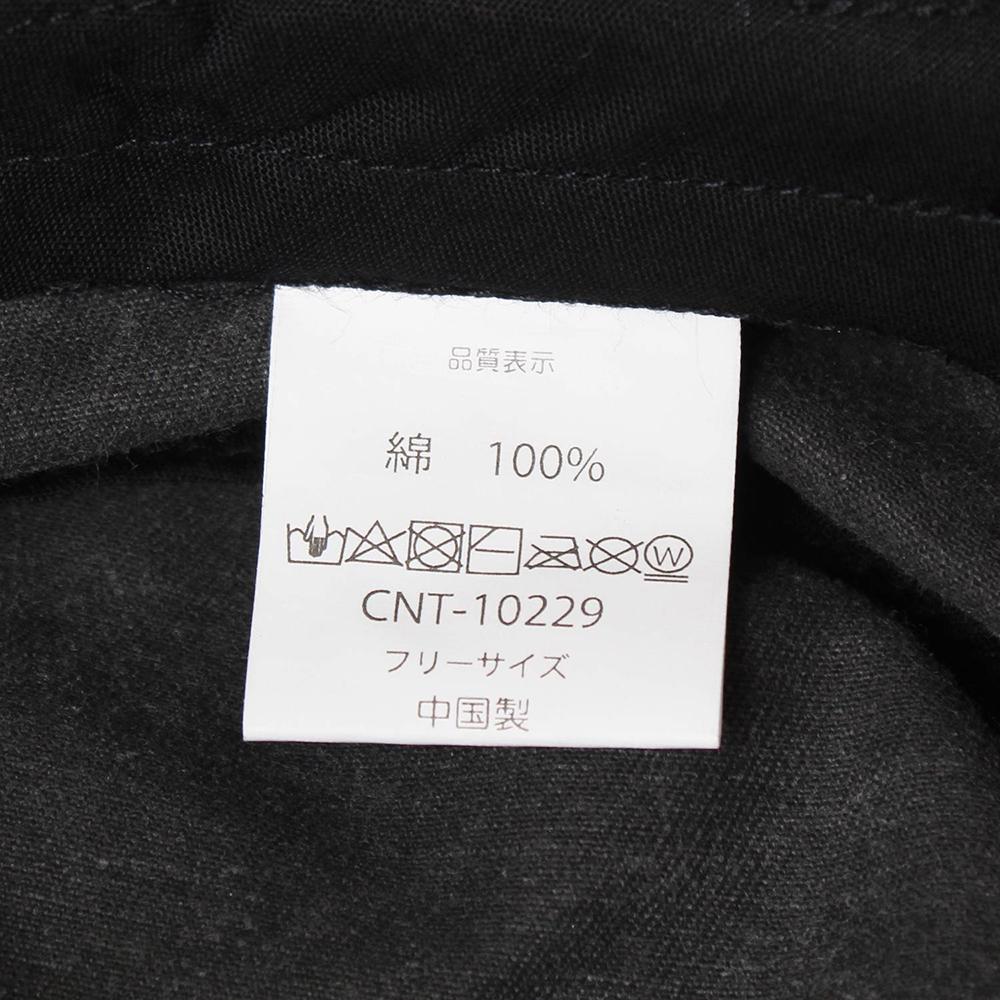 品質表示
綿 100%
W
CNT-10229
フリーサイズ
中国製